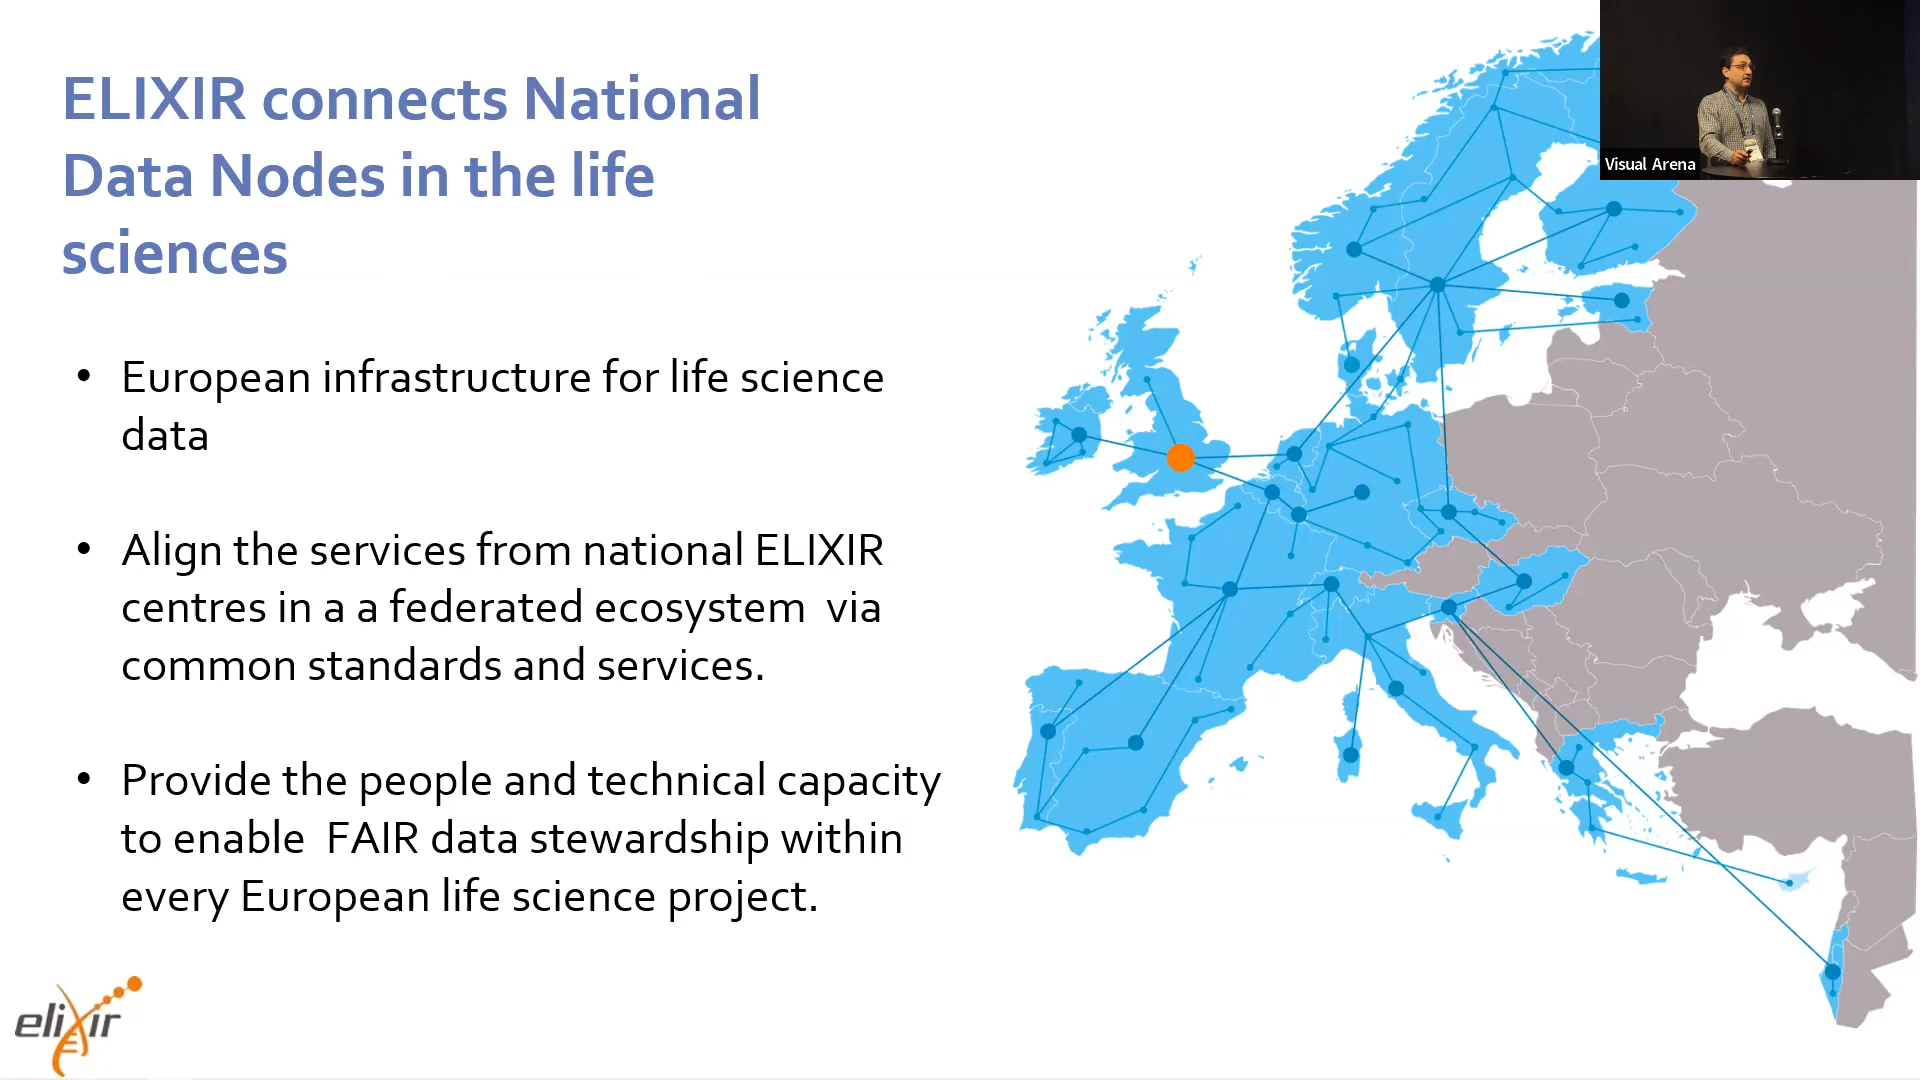 ELIXIR connects National
Data Nodes in the life
sciences
• European infrastructure for life science
data
• Align the services from national ELIXIR
centres in a a federated ecosystem  via
common standards and services.
• Provide the people and technical capacity
to enable  FAIR data stewardship within
every European life science project.
Visual Arena
elixir